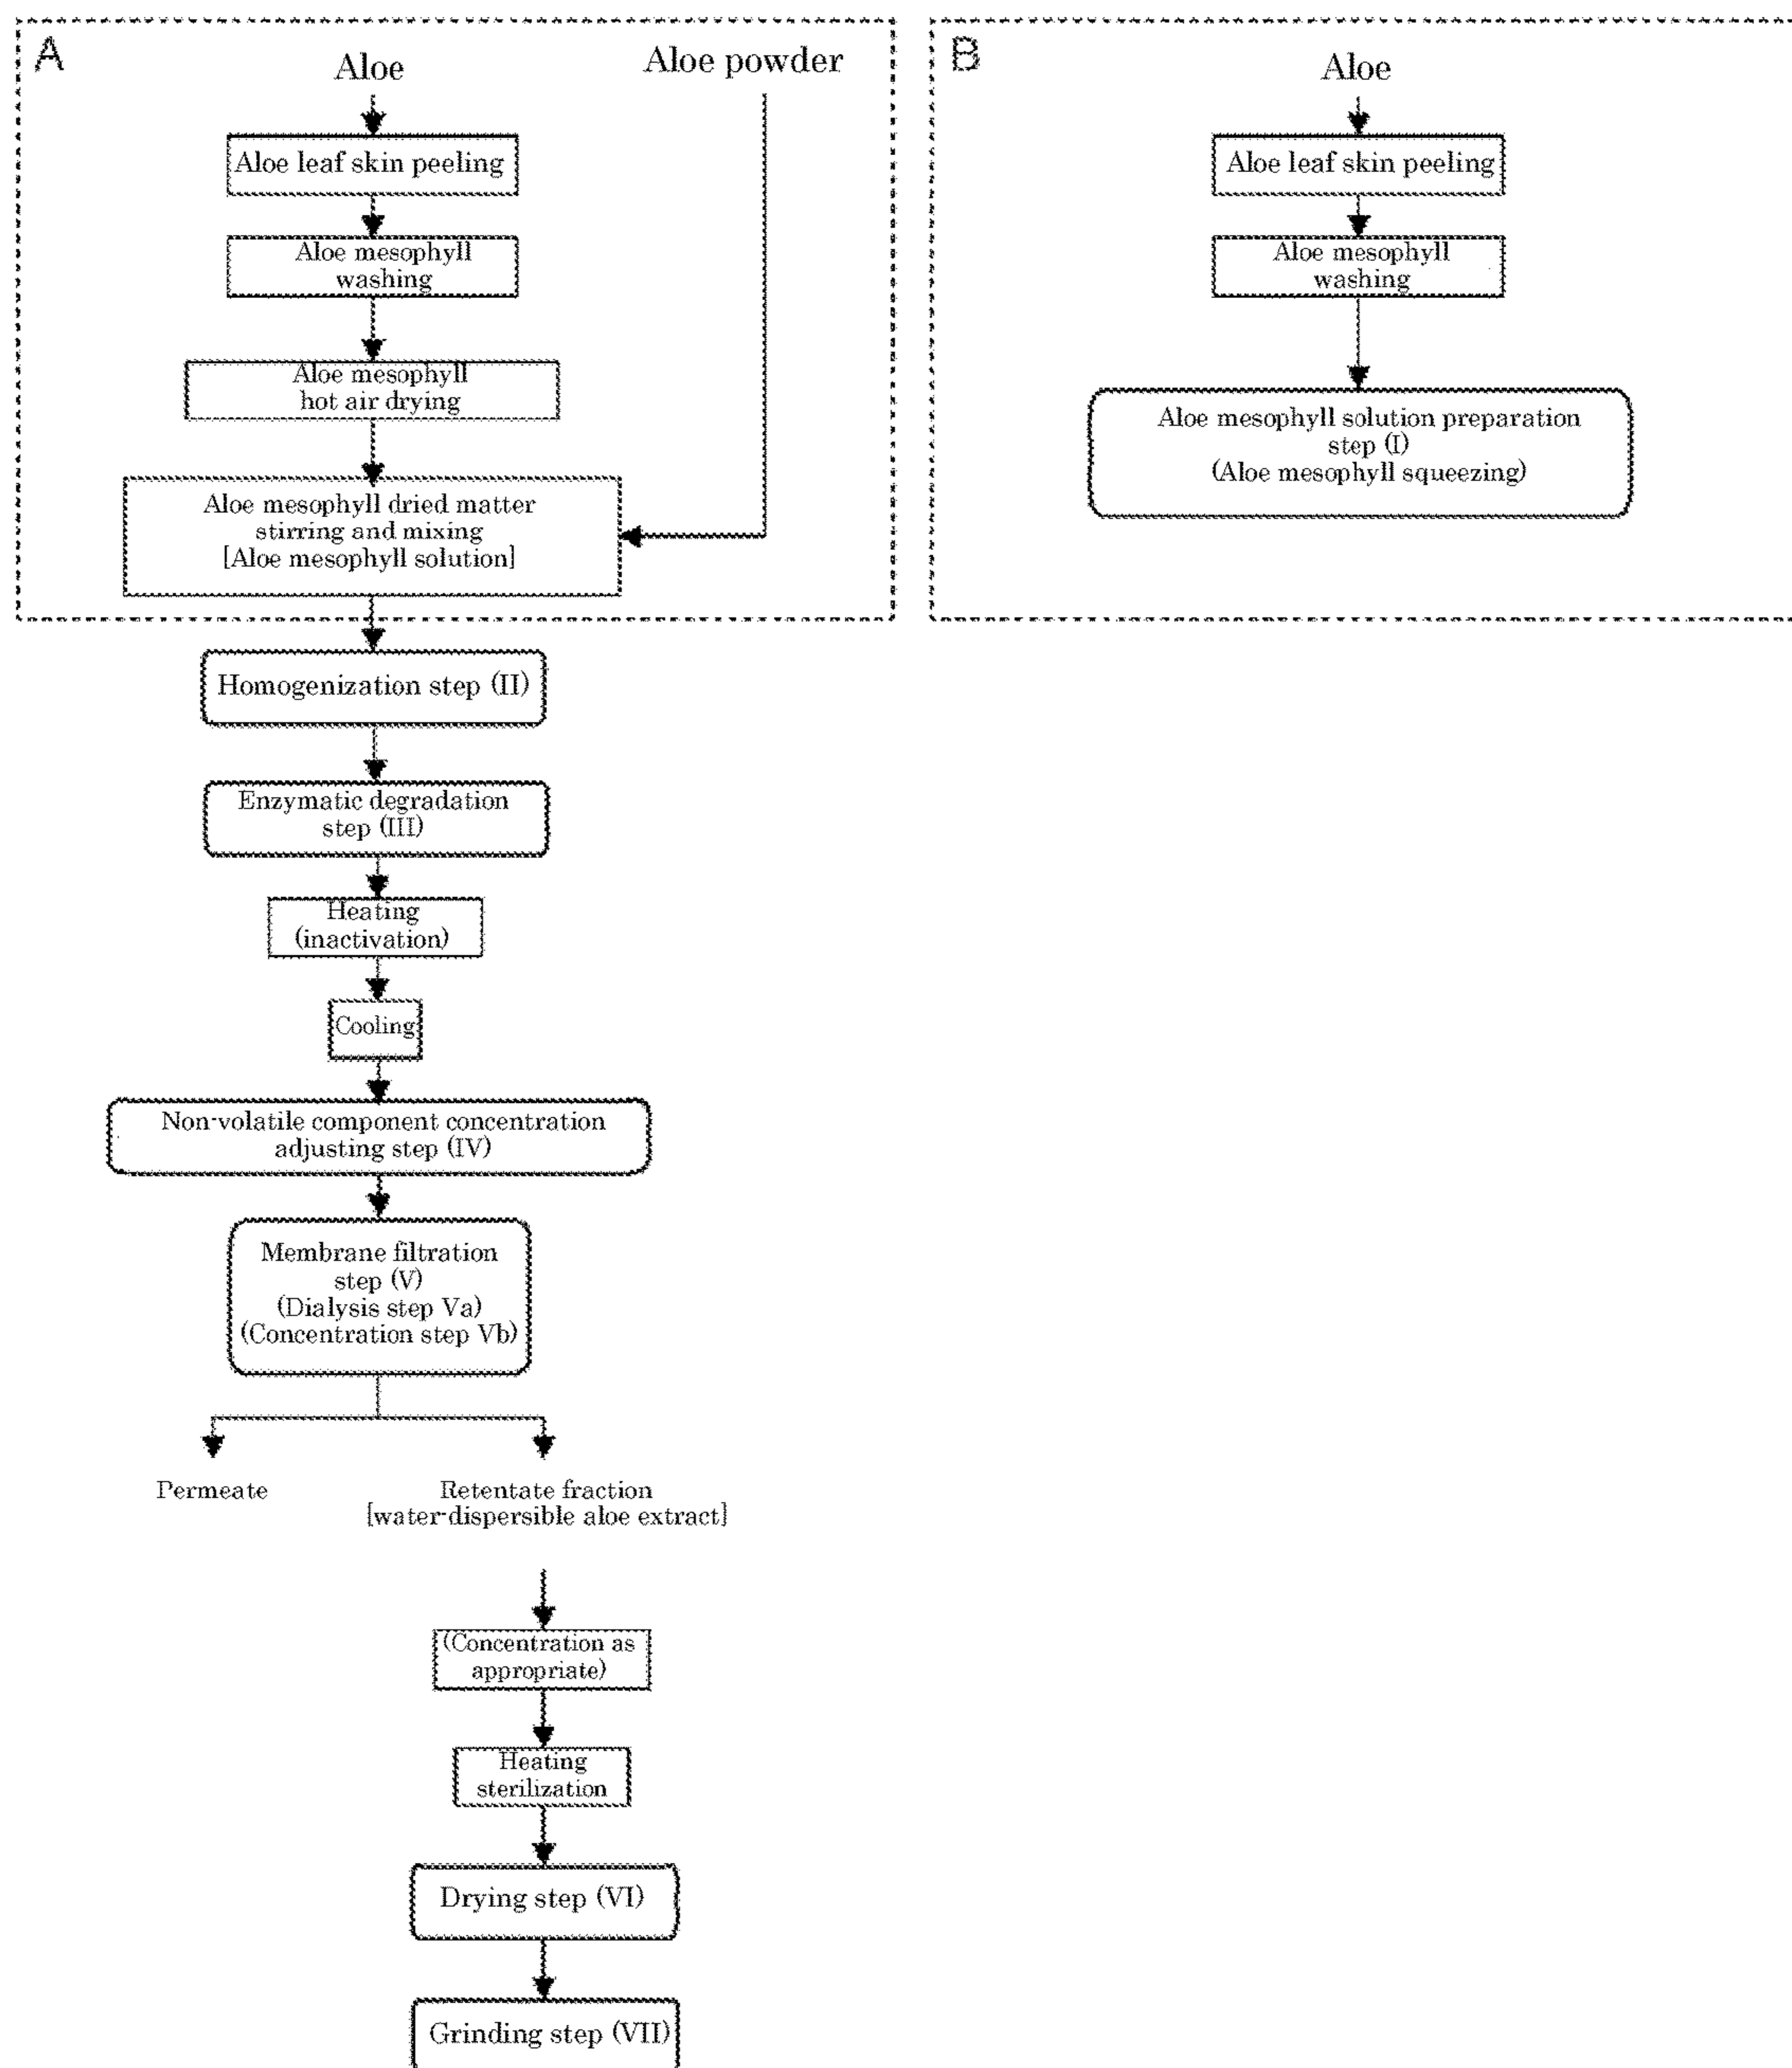 A
Aloe
Aloe powder
Aloe leaf skin peeling
Aloe mesophyll
washing
Aloe mesophyll
hot air drying
Aloe mesophyll dried matter
stirring and mixing
[Aloe mesophyll solution]
B
Aloe
Aloe leaf skin peeling
Aloe mesophyll
washing
Aloe mesophyll solution preparation
step (I)
(Aloe mesophyll squeezing)
Homogenization step (II)
Enzymatic degradation
step (III)
Heating
(inactivation)
Cooling
Non-volatile component concentration
adjusting step (IV)
Membrane filtration
step (V)
(Dialysis step Va)
(Concentration step Vb)
Permeate
Retentate fraction
[water-dispersible aloe extract]
(Concentration as
appropriate)
Heating
sterilization
Drying step (VI)
Grinding step (VII)